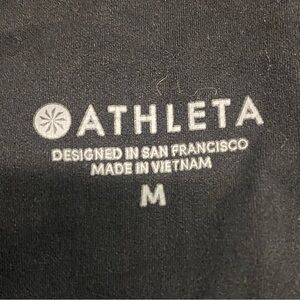 ATHLETA
DESIGNED IN SAN FRANCISCO
MADE IN VIETNAM
M